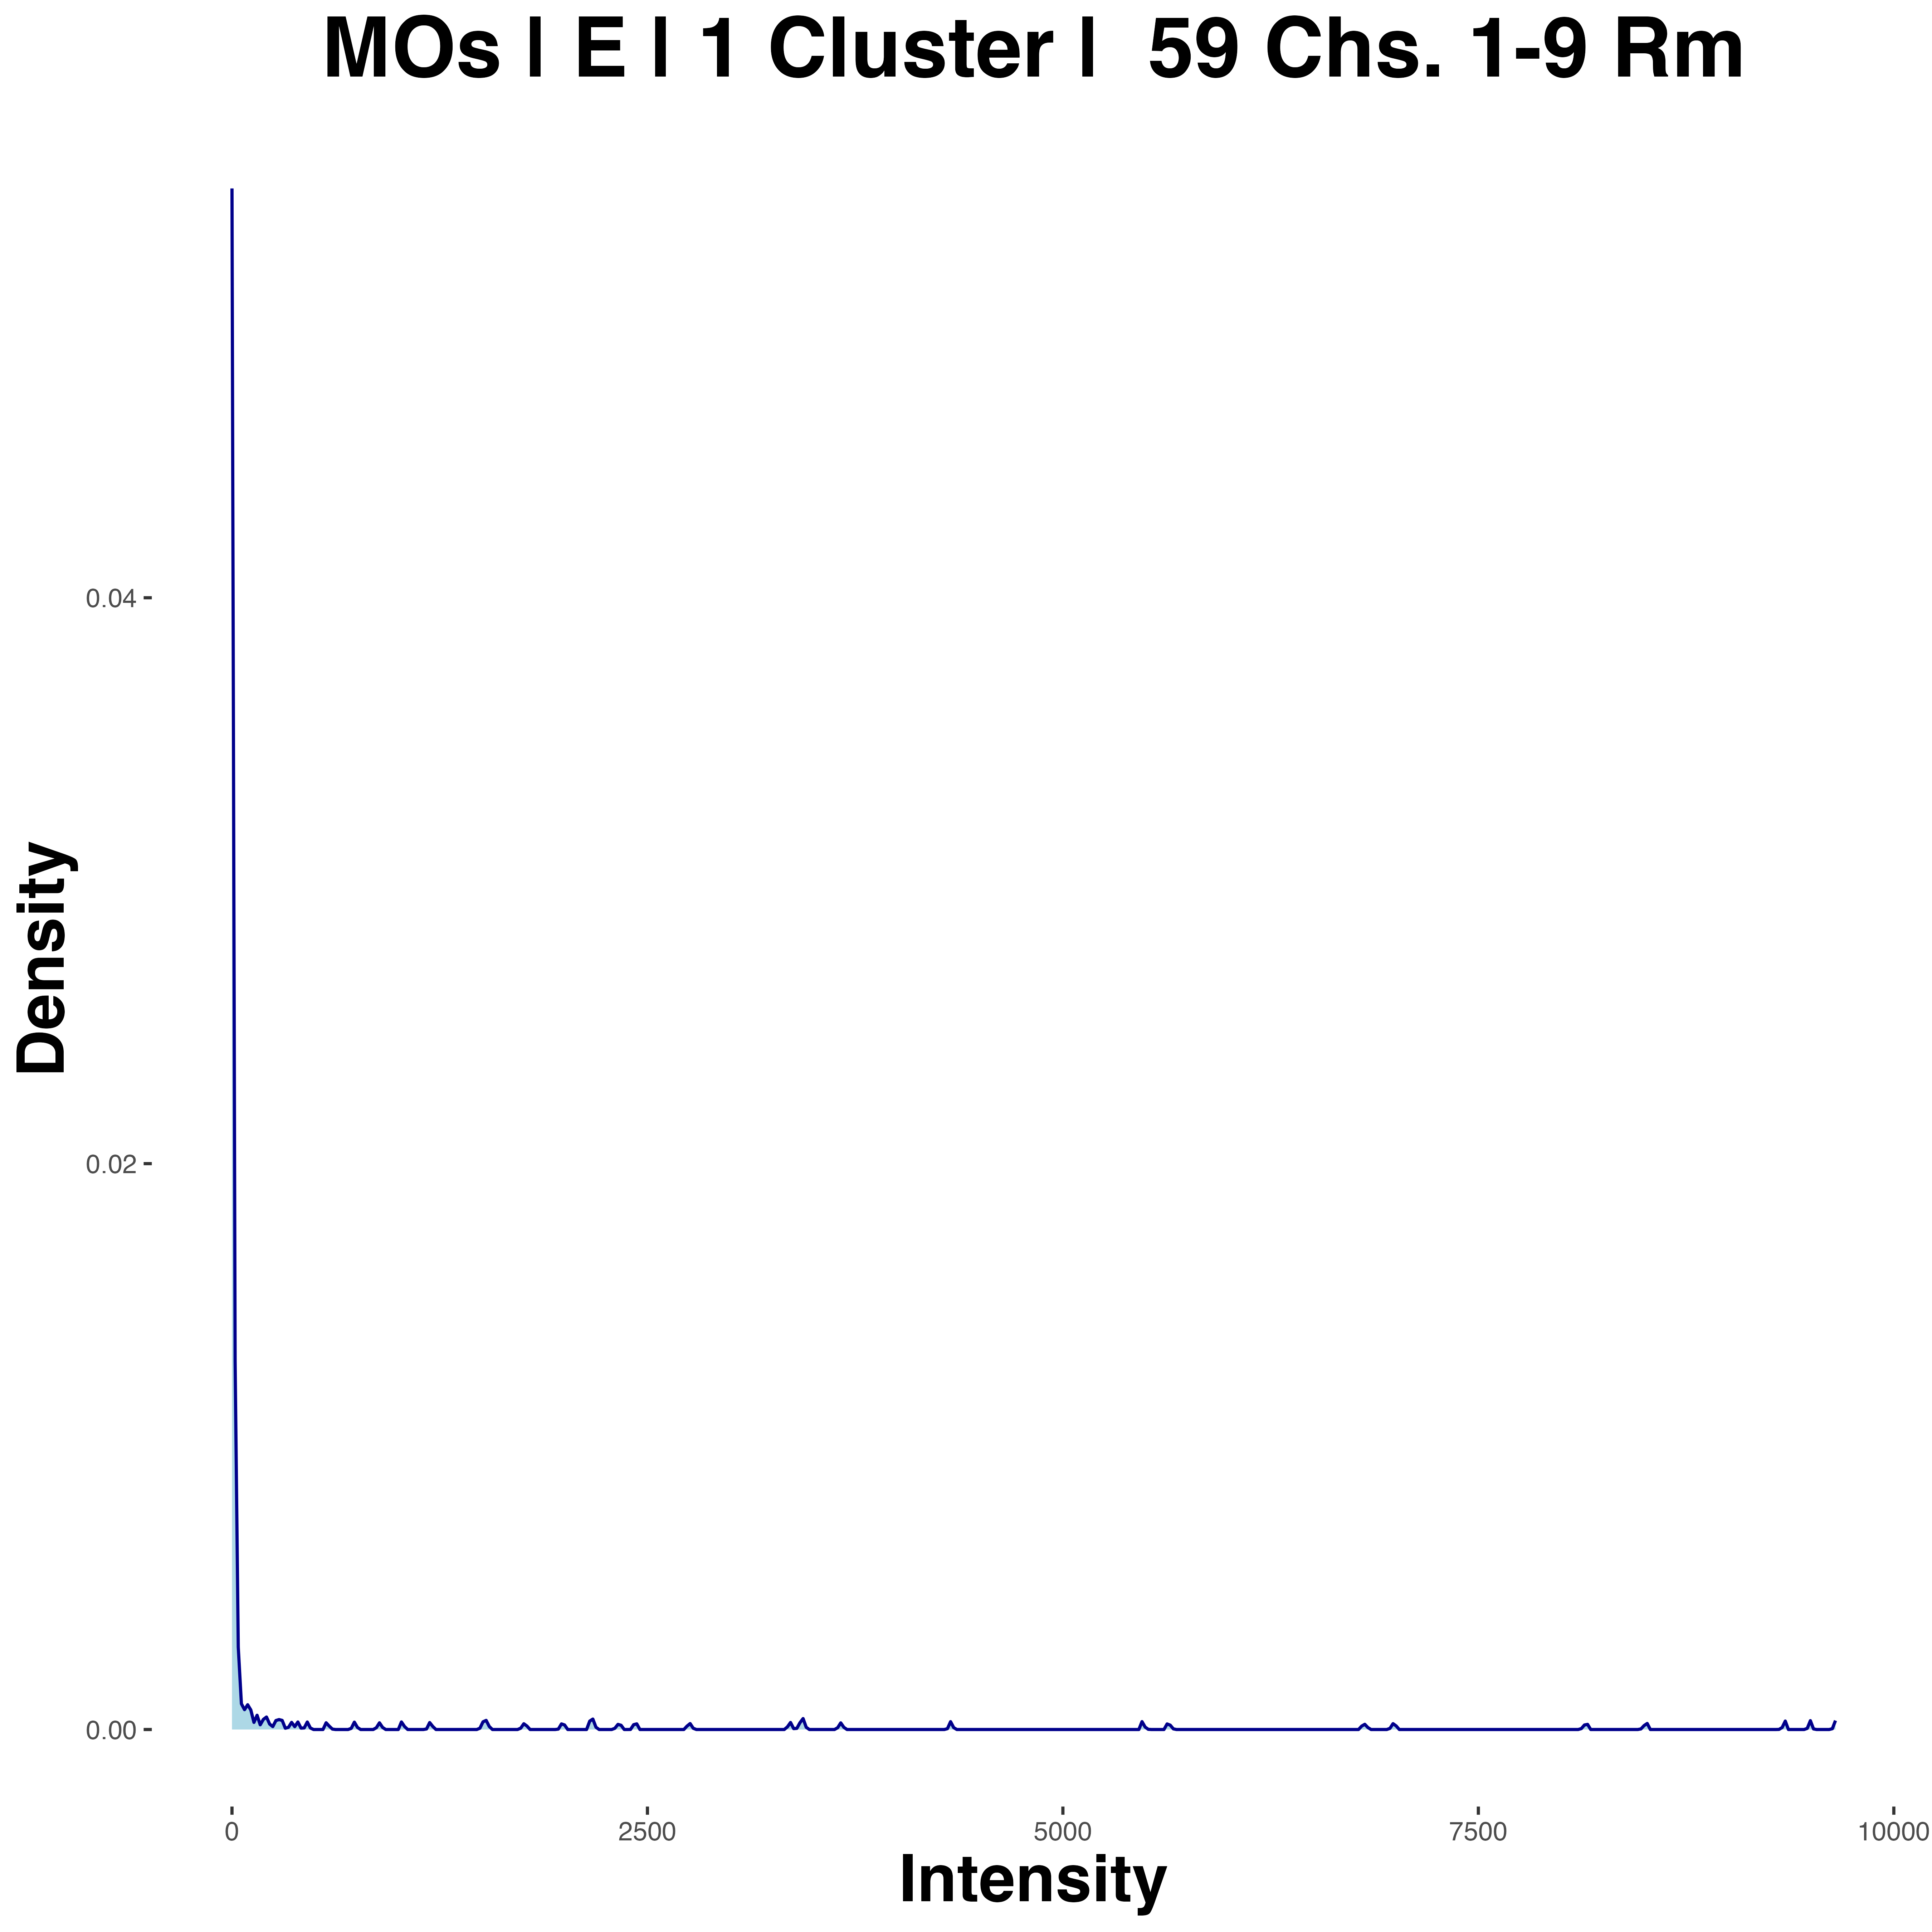 MOs | E | 1 Cluster |  59 Chs. 1-9 Rm
Density
0.04
0.02
0.00
0
2500
5000
7500
10000
Intensity